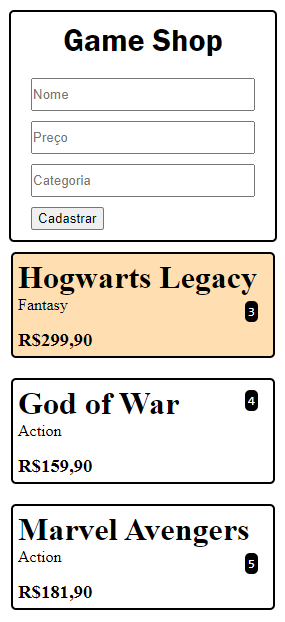 Game Shop
Nome
Preço
Categoria
Cadastrar
Hogwarts Legacy
Fantasy
3
R$299,90
God of War
4
Action
R$159,90
Marvel Avengers
Action
5
R$181,90